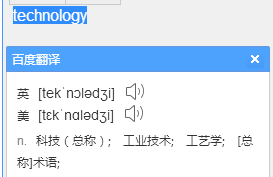 technology
百度翻译
英 [tekˈnɔlədʒi]
美 [tɛkˈnɑlədʒi]
n. 科技（总称）; 工业技术; 工艺学; [总
称]术语;